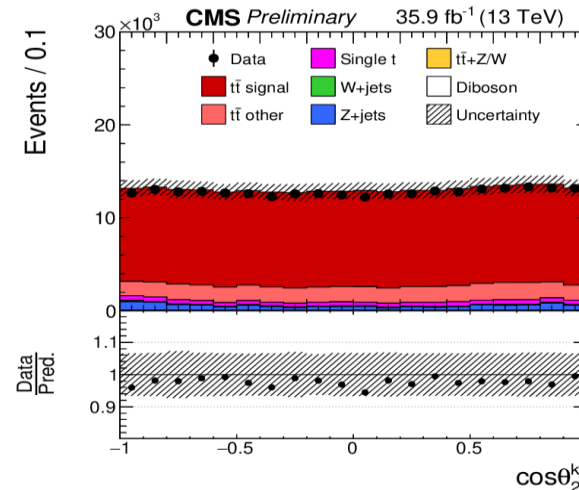 CMS Preliminary 35.9 fb⁻¹ (13 TeV)
×10³
Events / 0.1
30
20
10
0
Data
Single t
tt̄+Z/W
tt̄ signal
W+jets
Diboson
tt̄ other
Z+jets
Uncertainty
Data
Pred.
1.1
1
0.9
−1 −0.5 0 0.5
cosθ₂ᵏ